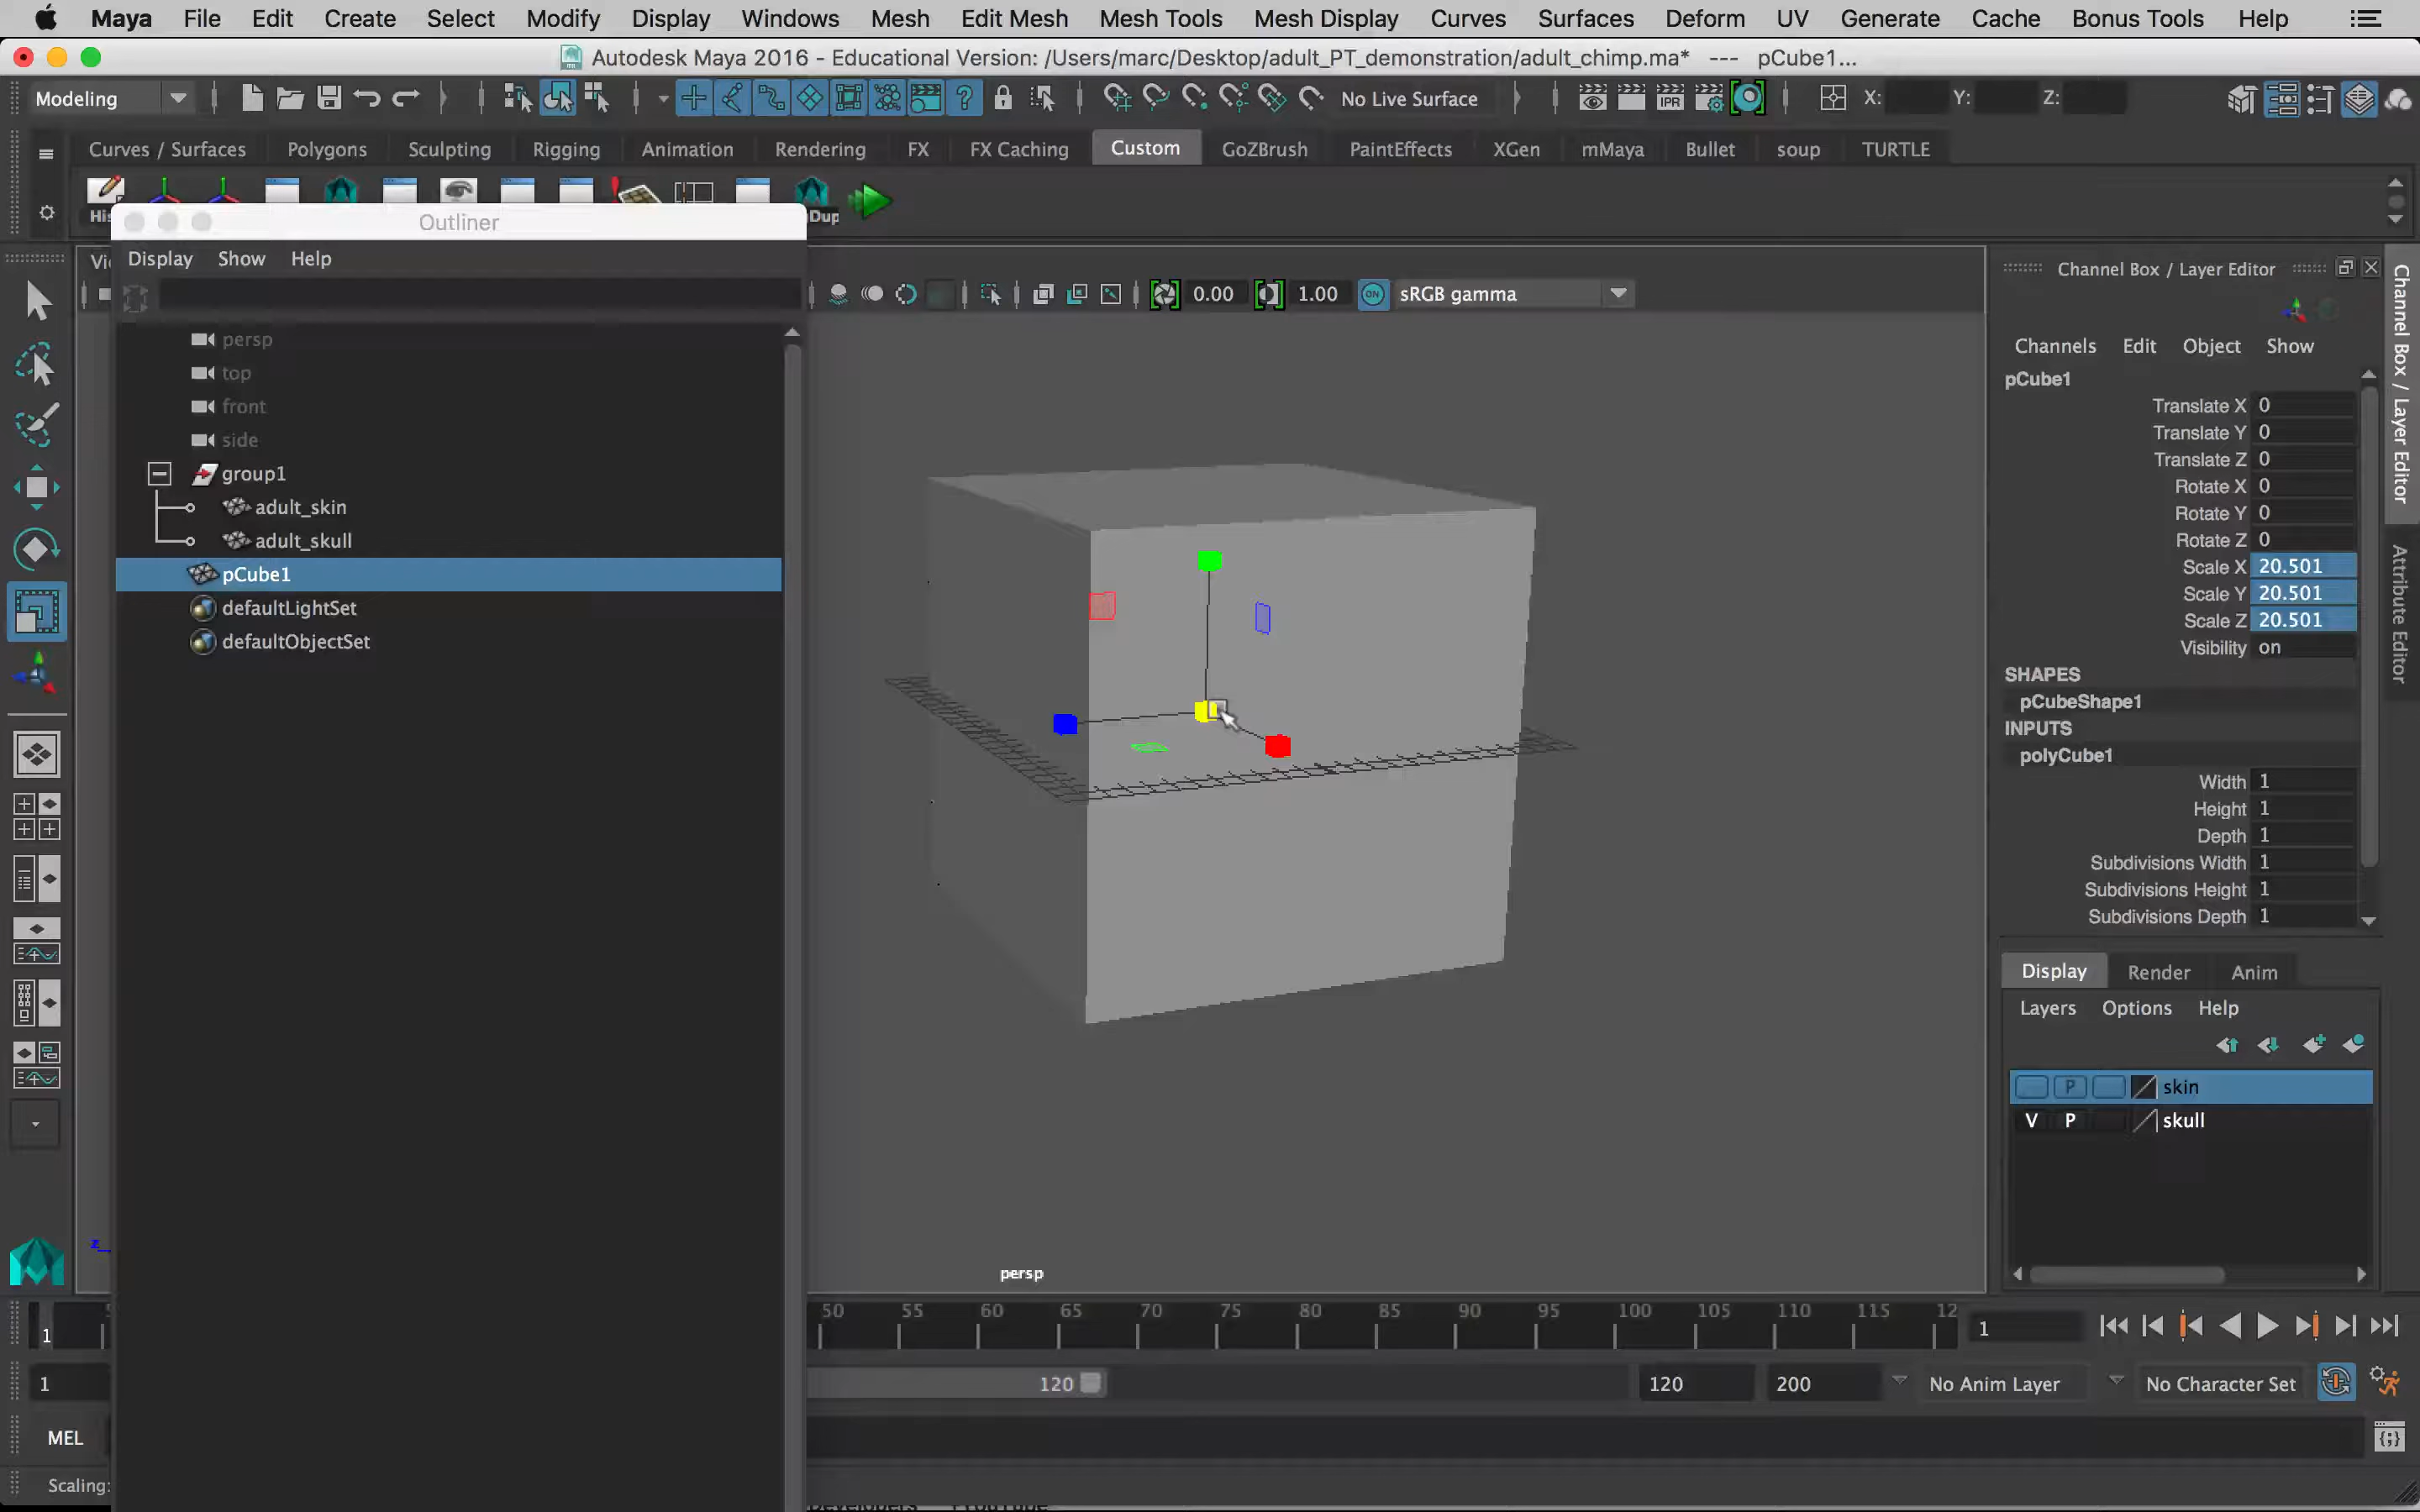 Maya File Edit Create Select Modify Display Windows Mesh Edit Mesh Mesh Tools Mesh Display Curves Surfaces Deform UV Generate Cache Bonus Tools Help
Autodesk Maya 2016 - Educational Version: /Users/marc/Desktop/adult_PT_demonstration/adult_chimp.ma* --- pCube1...
Modeling No Live Surface IPR X: Y: Z:
Curves / Surfaces Polygons Sculpting Rigging Animation Rendering FX FX Caching Custom GoZBrush PaintEffects XGen mMaya Bullet soup TURTLE
His Dup
Outliner
Display Show Help
0.00 1.00 ON sRGB gamma
persp
top
front
side
group1
adult_skin
adult_skull
pCube1
defaultLightSet
defaultObjectSet
Channel Box / Layer Editor
Channels Edit Object Show
pCube1
Translate X 0
Translate Y 0
Translate Z 0
Rotate X 0
Rotate Y 0
Rotate Z 0
Scale X 20.501
Scale Y 20.501
Scale Z 20.501
Visibility on
SHAPES
pCubeShape1
INPUTS
polyCube1
Width 1
Height 1
Depth 1
Subdivisions Width 1
Subdivisions Height 1
Subdivisions Depth 1
Channel Box / Layer Editor
Attribute Editor
Display Render Anim
Layers Options Help
P skin
V P skull
z
persp
1 50 55 60 65 70 75 80 85 90 95 100 105 110 115 12 1
1 120 120 200 No Anim Layer No Character Set
MEL
Scaling: